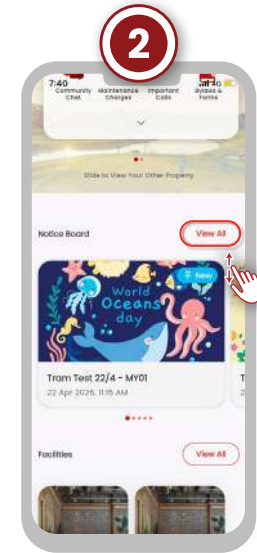 2
7:40
Community Chat
Maintenance Charges
Important Calls
Bylaws & Forms
Slide to View Your Other Property
Notice Board
View All
New
World
Oceans
day
Tram Test 22/4 - MY01
22 Apr 2026, 11:15 AM
T
2
Facilities
View All